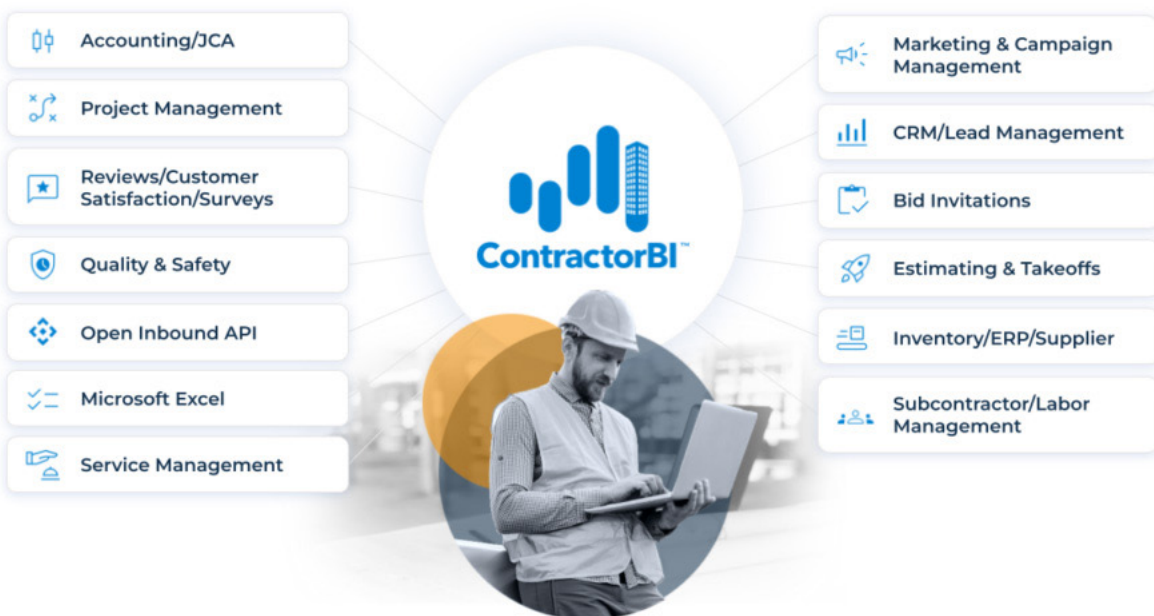 Accounting/JCA
Project Management
Reviews/Customer
Satisfaction/Surveys
Quality & Safety
Open Inbound API
Microsoft Excel
Service Management
ContractorBI™
Marketing & Campaign
Management
CRM/Lead Management
Bid Invitations
Estimating & Takeoffs
Inventory/ERP/Supplier
Subcontractor/Labor
Management